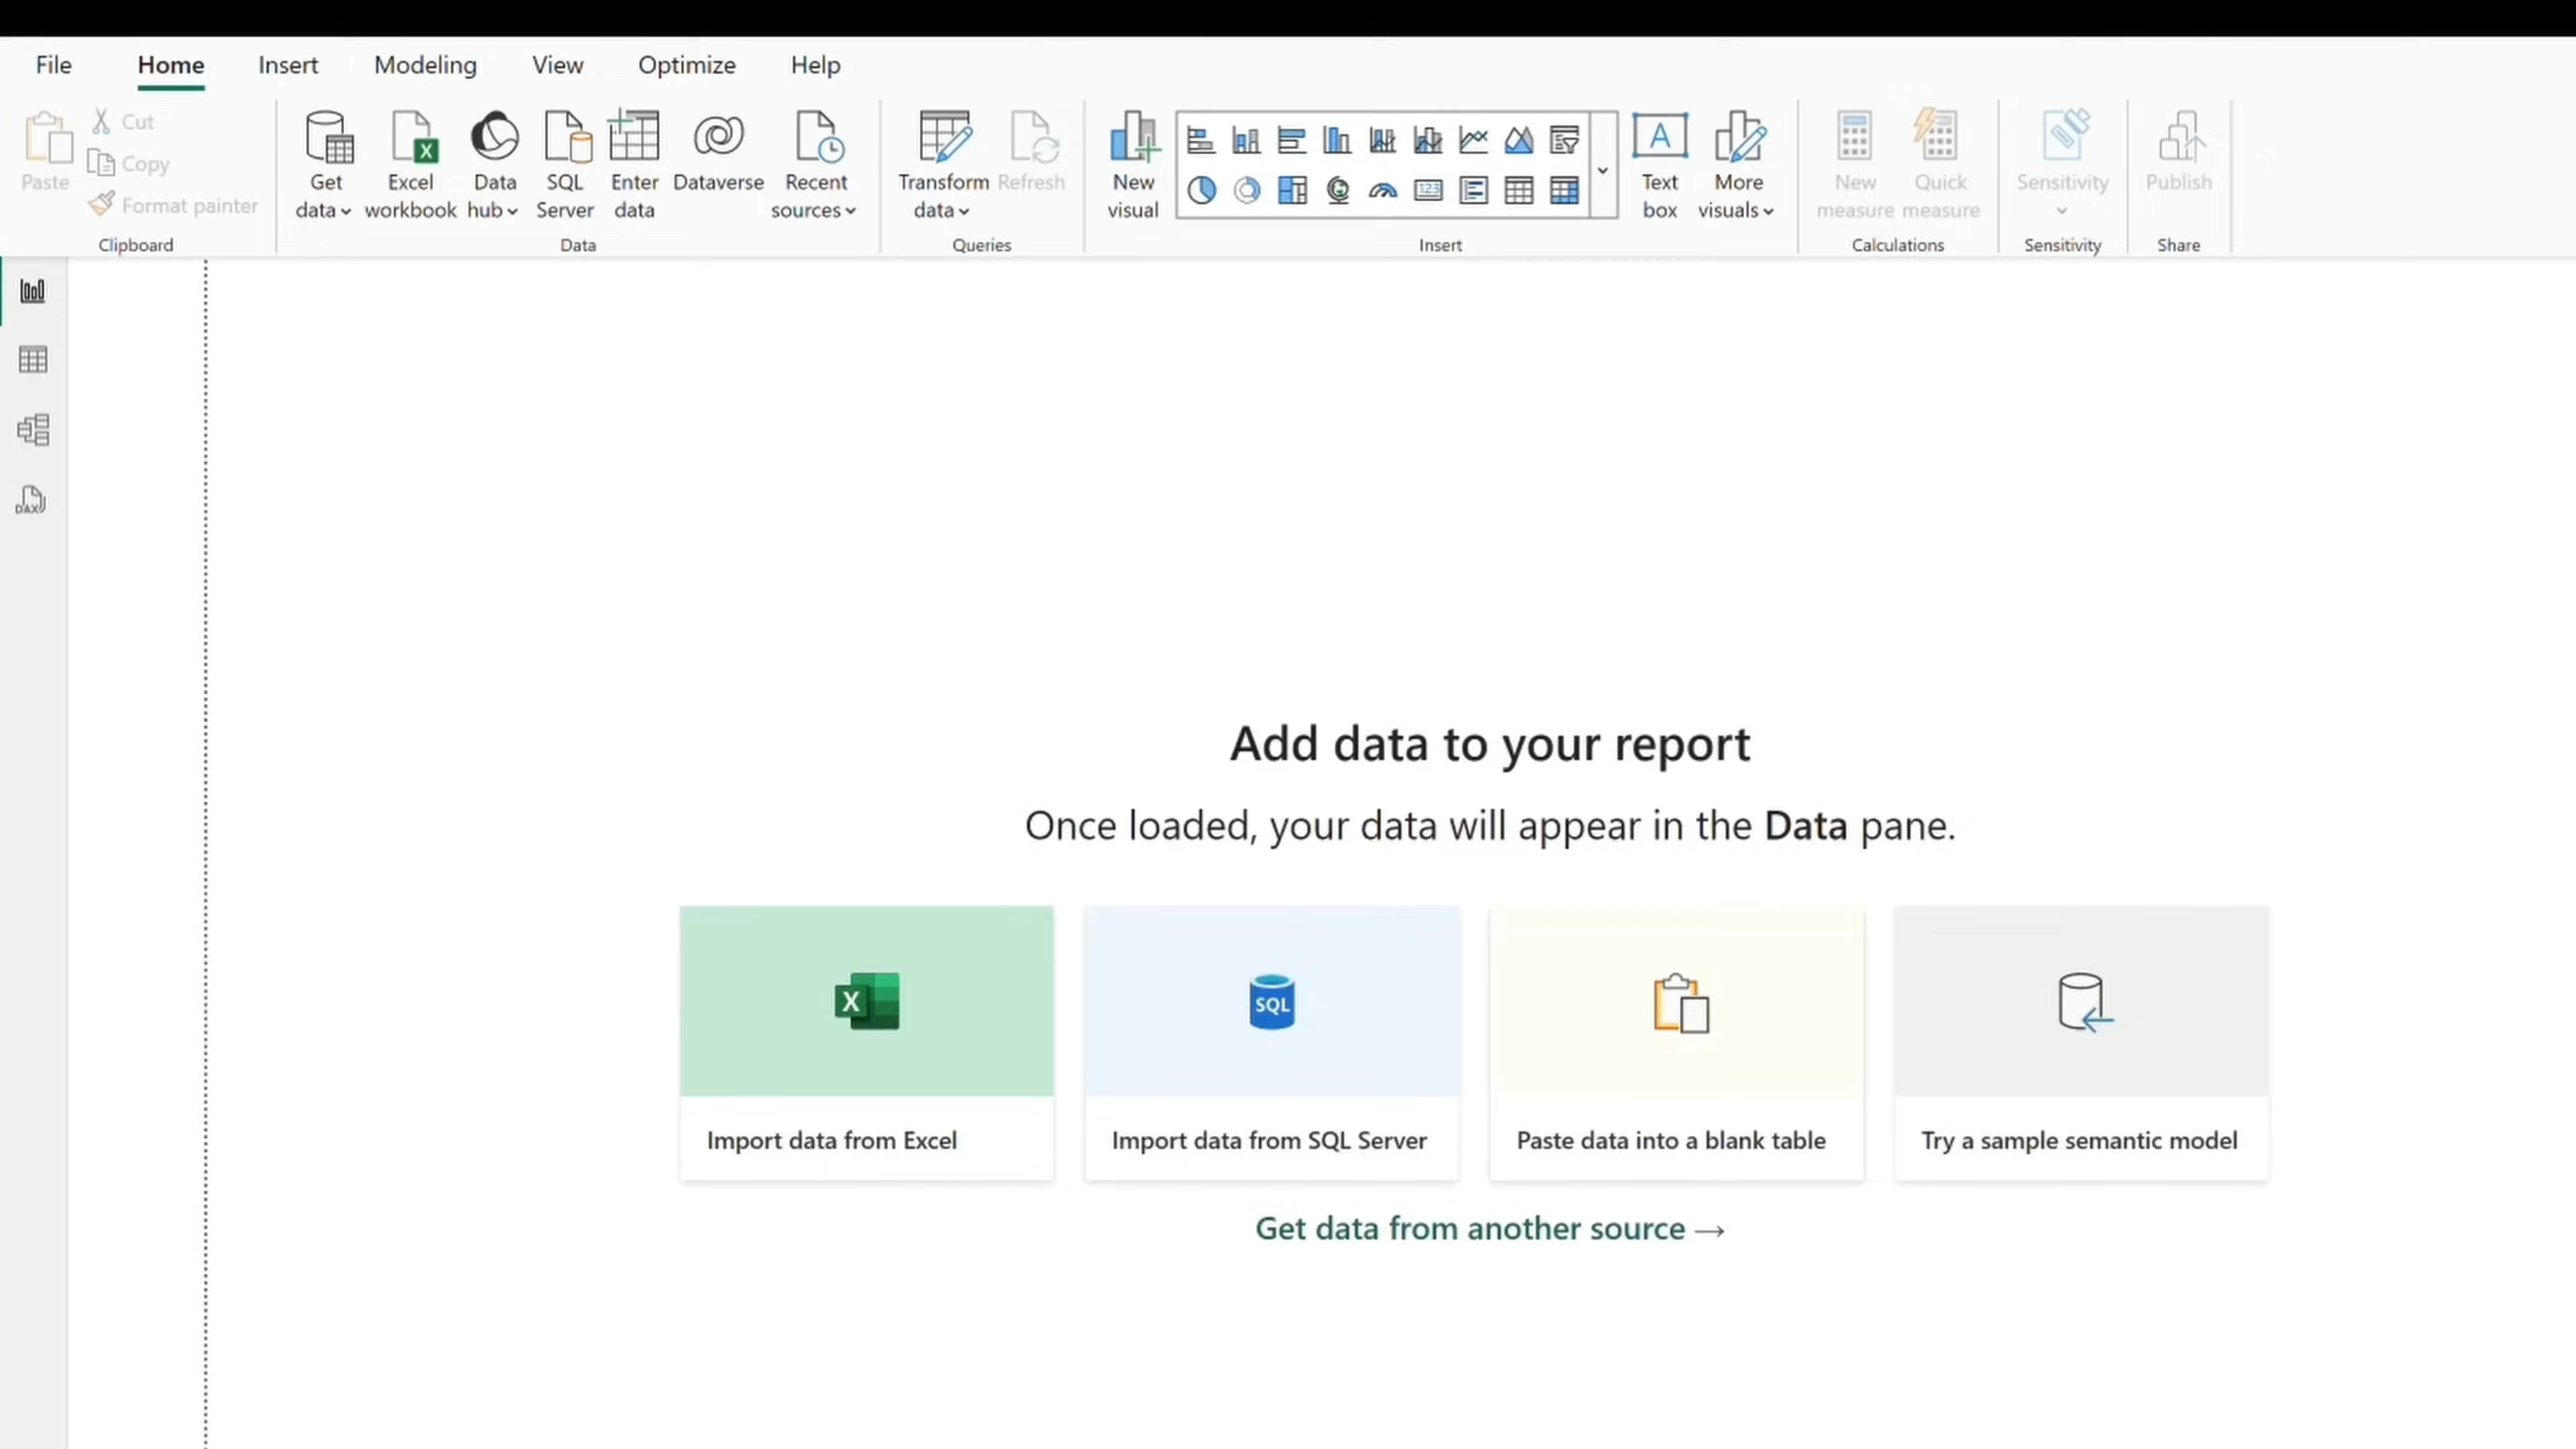 File Home Insert Modeling View Optimize Help
Paste
Cut
Copy
Format painter
Clipboard
Get data
Excel workbook
Data hub
SQL Server
Enter data
Dataverse
Recent sources
Data
Transform data
Refresh
Queries
New visual
123
Insert
A
Text box
More visuals
New measure
Quick measure
Calculations
Sensitivity
Sensitivity
Publish
Share
DAX
Add data to your report
Once loaded, your data will appear in the Data pane.
X
Import data from Excel
SQL
Import data from SQL Server
Paste data into a blank table
Try a sample semantic model
Get data from another source →